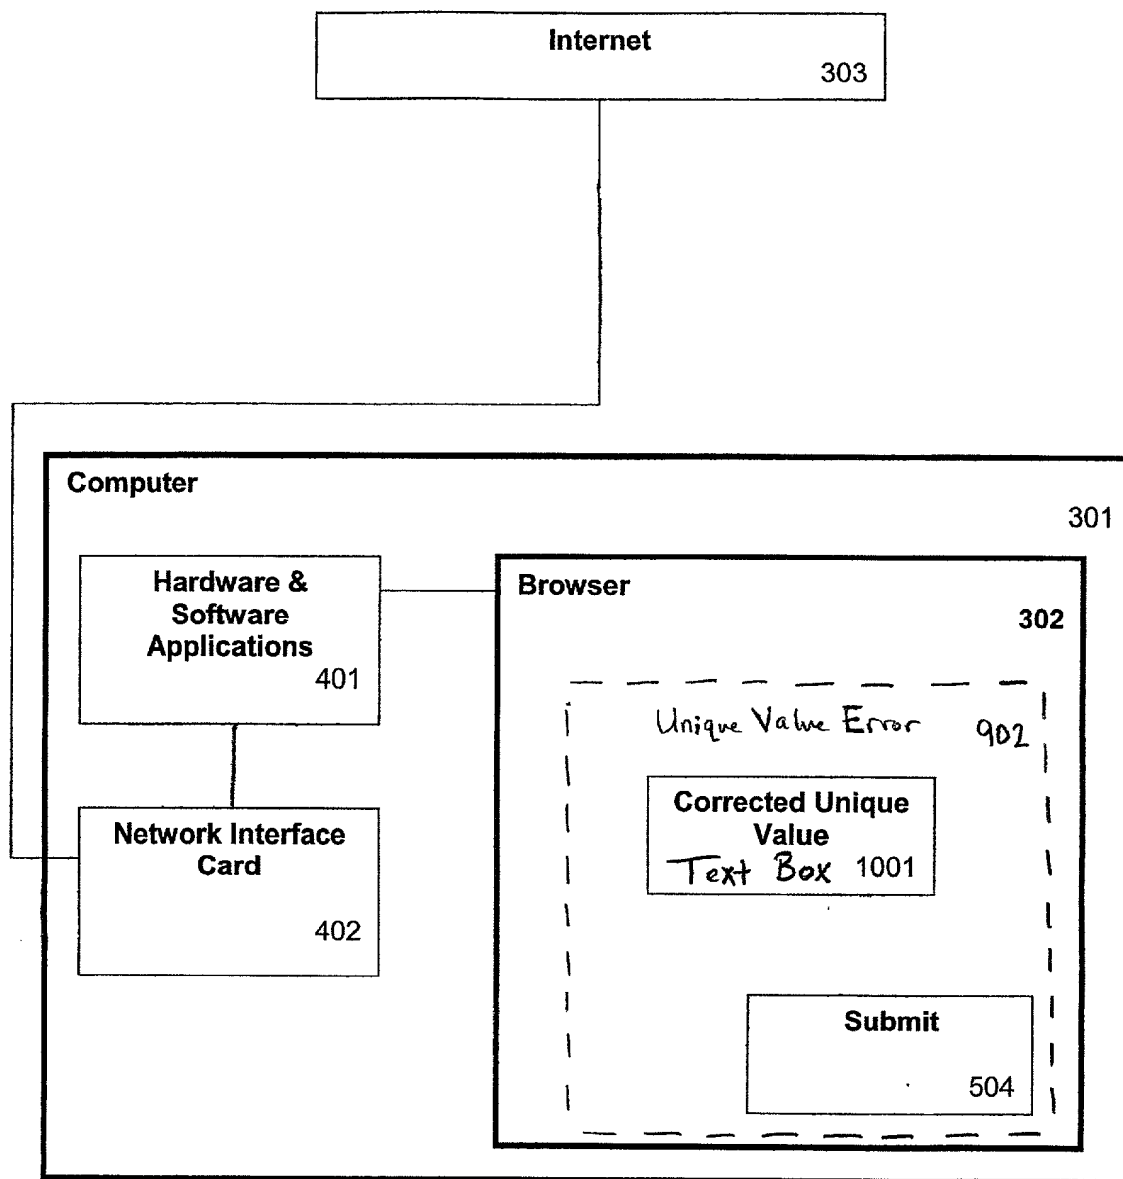 Internet
303
Computer
301
Hardware &
Software
Applications
401
Browser
302
Unique Value Error 902
Corrected Unique
Value
Text Box 1001
Network Interface
Card
402
Submit
504